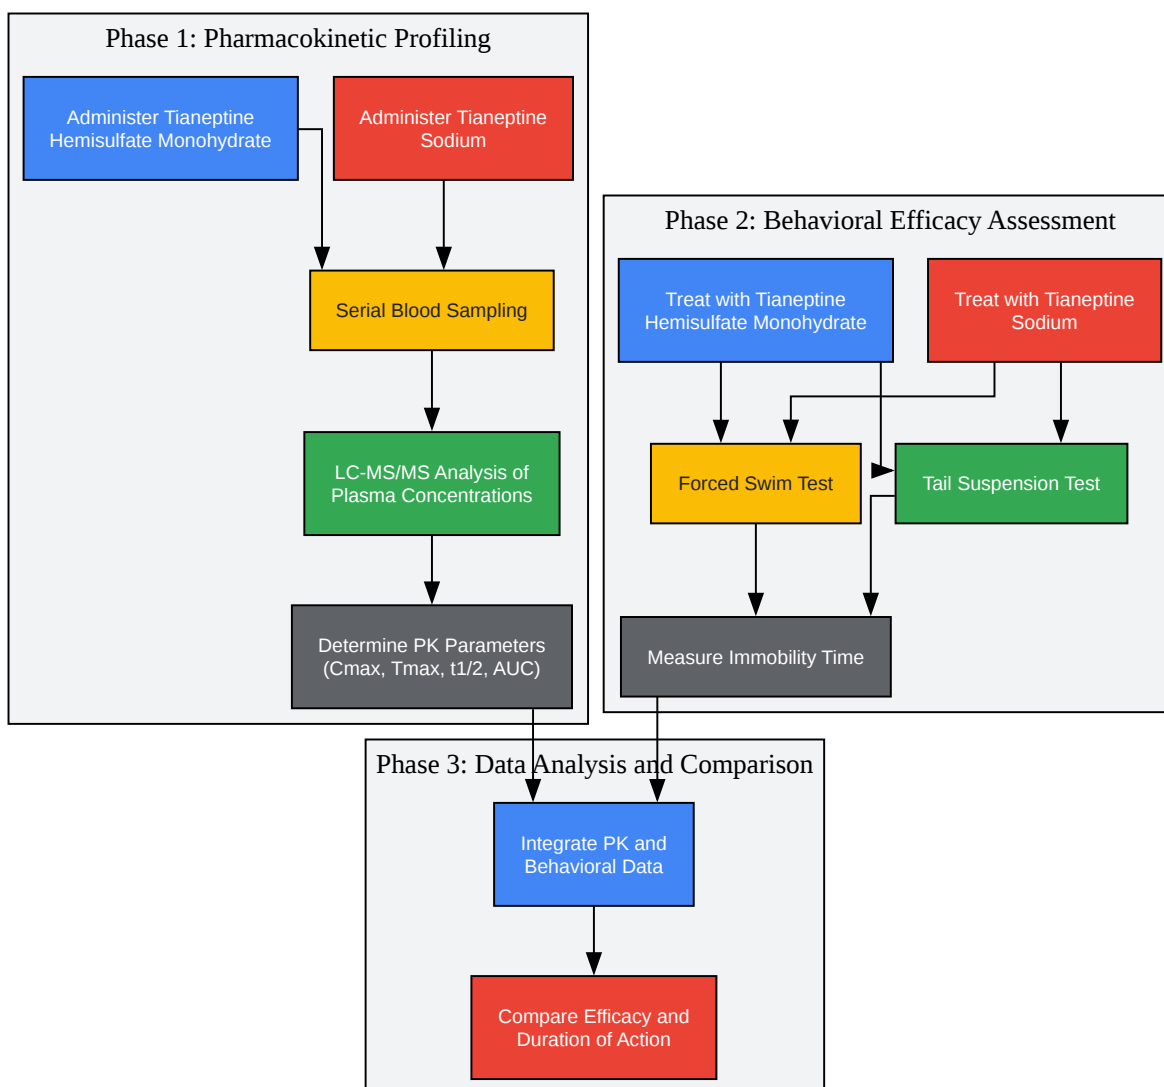 Phase 1: Pharmacokinetic Profiling
Administer Tianeptine
Hemisulfate Monohydrate
Administer Tianeptine
Sodium
Serial Blood Sampling
LC-MS/MS Analysis of
Plasma Concentrations
Determine PK Parameters
(Cmax, Tmax, t1/2, AUC)
Phase 2: Behavioral Efficacy Assessment
Treat with Tianeptine
Hemisulfate Monohydrate
Treat with Tianeptine
Sodium
Forced Swim Test
Tail Suspension Test
Measure Immobility Time
Phase 3: Data Analysis and Comparison
Integrate PK and
Behavioral Data
Compare Efficacy and
Duration of Action